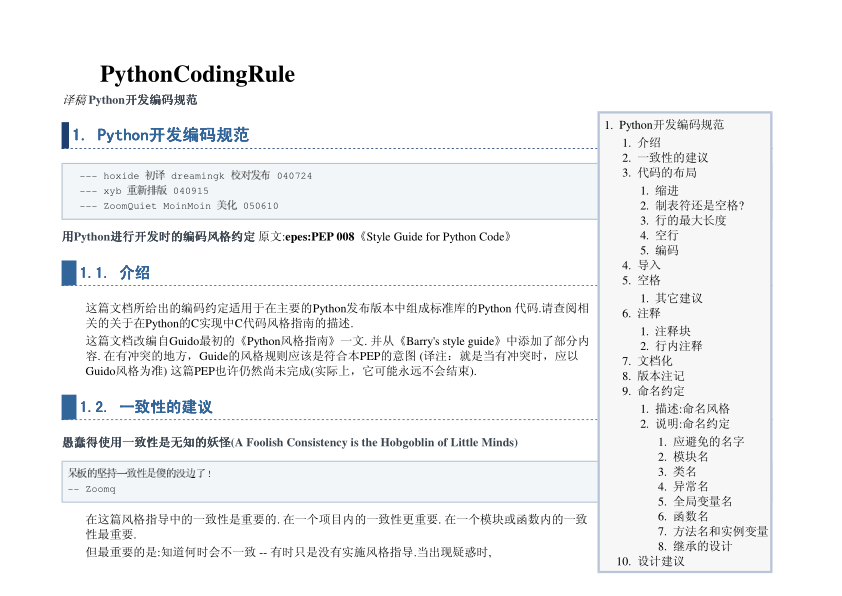 PythonCodingRule
译稿 Python开发编码规范
1. Python开发编码规范
--- hoxide 初译 dreamingk 校对发布 040724
--- xyb 重新排版 040915
--- ZoomQuiet MoinMoin 美化 050610
用Python进行开发时的编码风格约定 原文:epes:PEP 008《Style Guide for Python Code》
1.1. 介绍
这篇文档所给出的编码约定适用于在主要的Python发布版本中组成标准库的Python 代码.请查阅相
关的关于在Python的C实现中C代码风格指南的描述.
这篇文档改编自Guido最初的《Python风格指南》一文. 并从《Barry's style guide》中添加了部分内
容. 在有冲突的地方，Guide的风格规则应该是符合本PEP的意图 (译注：就是当有冲突时，应以
Guido风格为准) 这篇PEP也许仍然尚未完成(实际上，它可能永远不会结束).
1.2. 一致性的建议
愚蠢得使用一致性是无知的妖怪(A Foolish Consistency is the Hobgoblin of Little Minds)
呆板的坚持一致性是傻的没边了！
-- Zoomq
在这篇风格指导中的一致性是重要的. 在一个项目内的一致性更重要. 在一个模块或函数内的一致
性最重要.
但最重要的是:知道何时会不一致 -- 有时只是没有实施风格指导.当出现疑惑时,
1. Python开发编码规范
1. 介绍
2. 一致性的建议
3. 代码的布局
1. 缩进
2. 制表符还是空格?
3. 行的最大长度
4. 空行
5. 编码
4. 导入
5. 空格
1. 其它建议
6. 注释
1. 注释块
2. 行内注释
7. 文档化
8. 版本注记
9. 命名约定
1. 描述:命名风格
2. 说明:命名约定
1. 应避免的名字
2. 模块名
3. 类名
4. 异常名
5. 全局变量名
6. 函数名
7. 方法名和实例变量
8. 继承的设计
10. 设计建议